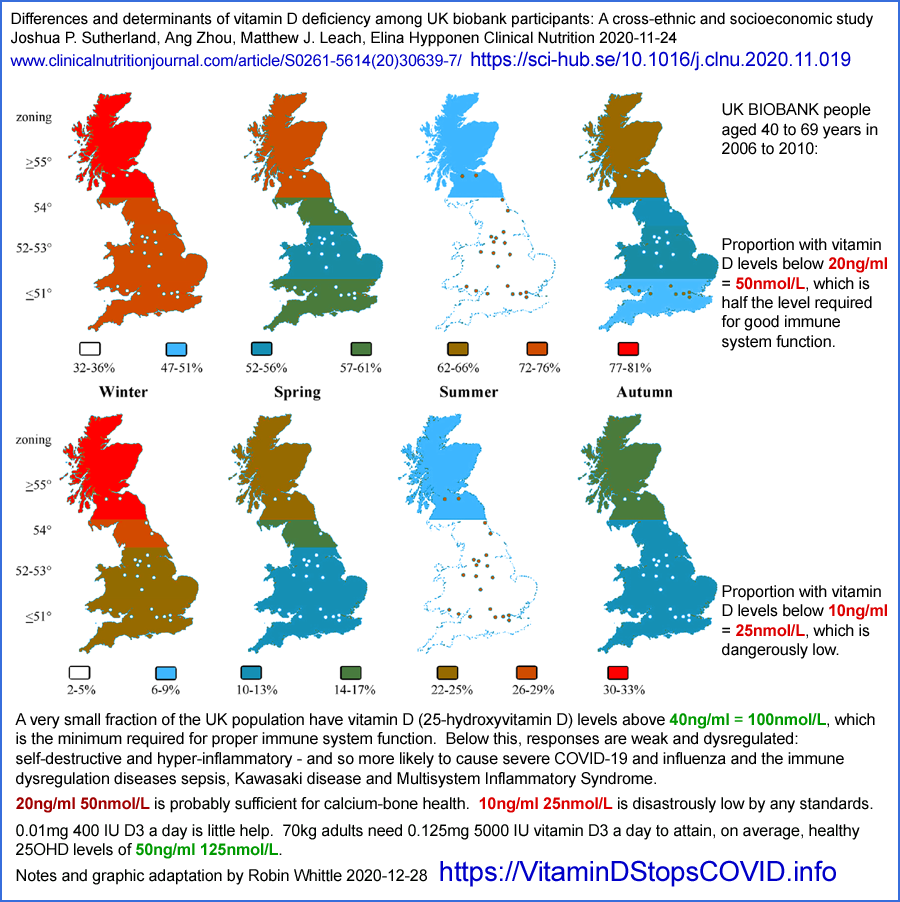 Differences and determinants of vitamin D deficiency among UK biobank participants: A cross-ethnic and socioeconomic study
Joshua P. Sutherland, Ang Zhou, Matthew J. Leach, Elina Hypponen Clinical Nutrition 2020-11-24
www.clinicalnutritionjournal.com/article/S0261-5614(20)30639-7/ https://sci-hub.se/10.1016/j.clnu.2020.11.019
zoning
≥55°
54°
52-53°
≤51°
UK BIOBANK people
aged 40 to 69 years in
2006 to 2010:
Proportion with vitamin
D levels below 20ng/ml
= 50nmol/L, which is
half the level required
for good immune
system function.
32-36% 47-51% 52-56% 57-61% 62-66% 72-76% 77-81%
Winter Spring Summer Autumn
zoning
≥55°
54°
52-53°
≤51°
Proportion with vitamin
D levels below 10ng/ml
= 25nmol/L, which is
dangerously low.
2-5% 6-9% 10-13% 14-17% 22-25% 26-29% 30-33%
A very small fraction of the UK population have vitamin D (25-hydroxyvitamin D) levels above 40ng/ml = 100nmol/L, which
is the minimum required for proper immune system function. Below this, responses are weak and dysregulated:
self-destructive and hyper-inflammatory - and so more likely to cause severe COVID-19 and influenza and the immune
dysregulation diseases sepsis, Kawasaki disease and Multisystem Inflammatory Syndrome.
20ng/ml 50nmol/L is probably sufficient for calcium-bone health. 10ng/ml 25nmol/L is disastrously low by any standards.
0.01mg 400 IU D3 a day is little help. 70kg adults need 0.125mg 5000 IU vitamin D3 a day to attain, on average, healthy
25OHD levels of 50ng/ml 125nmol/L.
Notes and graphic adaptation by Robin Whittle 2020-12-28 https://VitaminDStopsCOVID.info